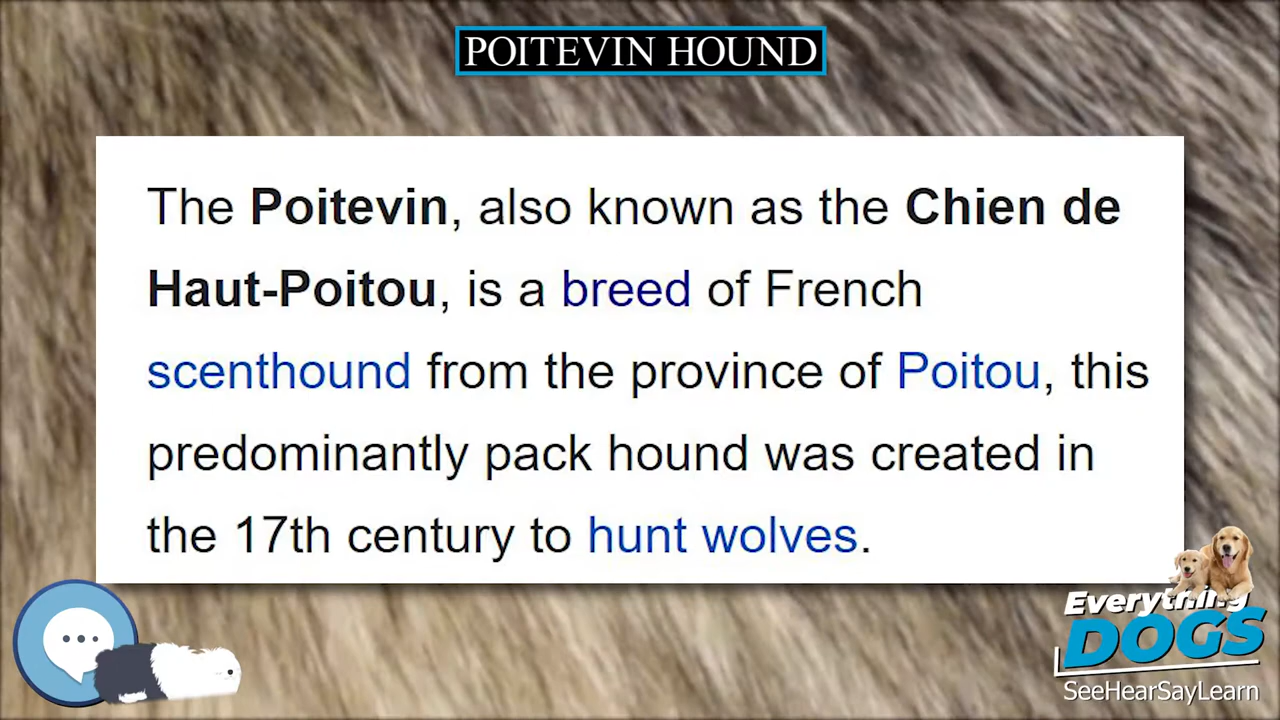 POITEVIN HOUND
The Poitevin, also known as the Chien de
Haut-Poitou, is a breed of French
scenthound from the province of Poitou, this
predominantly pack hound was created in
the 17th century to hunt wolves.
Everything
DOGS
SeeHearSayLearn